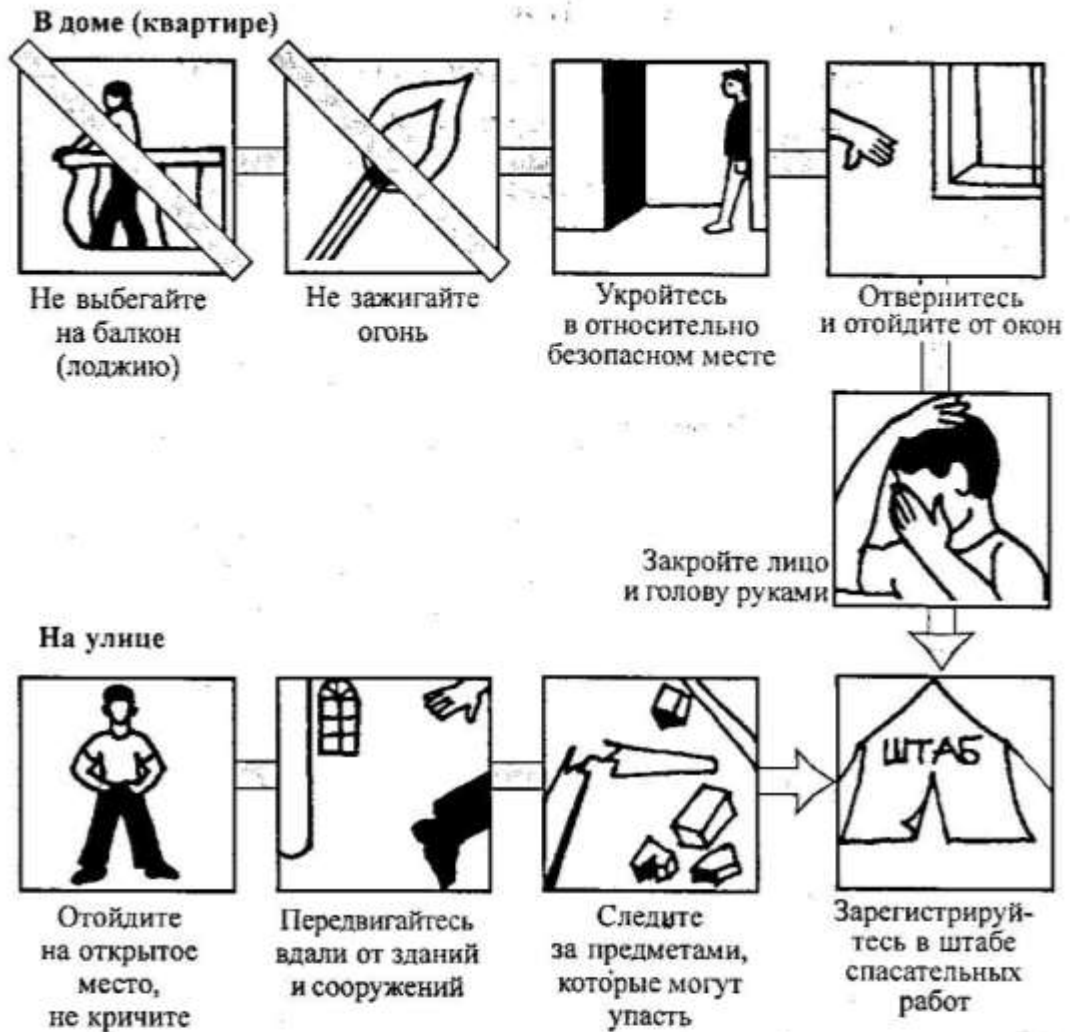 В доме (квартире)
Не выбегайте
на балкон
(лоджию)
Не зажигайте
огонь
Укройтесь
в относительно
безопасном месте
Отвернитесь
и отойдите от окон
Закройте лицо
и голову руками
На улице
Отойдите
на открытое
место,
не кричите
Передвигайтесь
вдали от зданий
и сооружений
Следите
за предметами,
которые могут
упасть
ШТАБ
Зарегистрируй-
тесь в штабе
спасательных
работ